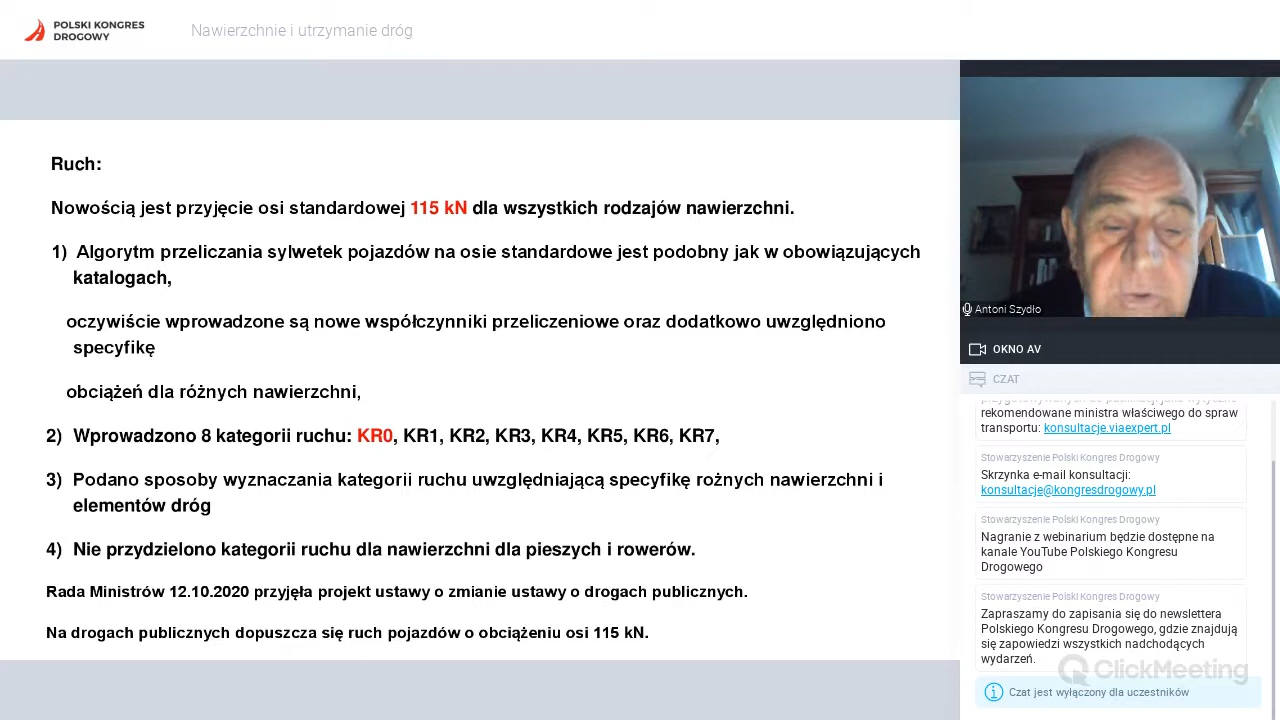 POLSKI KONGRES
DROGOWY
Nawierzchnie i utrzymanie dróg
Ruch:
Nowością jest przyjęcie osi standardowej 115 kN dla wszystkich rodzajów nawierzchni.
1) Algorytm przeliczania sylwetek pojazdów na osie standardowe jest podobny jak w obowiązujących
katalogach,
oczywiście wprowadzone są nowe współczynniki przeliczeniowe oraz dodatkowo uwzględniono
specyfikę
obciążeń dla różnych nawierzchni,
2) Wprowadzono 8 kategorii ruchu: KR0, KR1, KR2, KR3, KR4, KR5, KR6, KR7,
3) Podano sposoby wyznaczania kategorii ruchu uwzględniającą specyfikę rożnych nawierzchni i
elementów dróg
4) Nie przydzielono kategorii ruchu dla nawierzchni dla pieszych i rowerów.
Rada Ministrów 12.10.2020 przyjęła projekt ustawy o zmianie ustawy o drogach publicznych.
Na drogach publicznych dopuszcza się ruch pojazdów o obciążeniu osi 115 kN.
Antoni Szydło
OKNO AV
CZAT
rekomendowane ministra właściwego do spraw
transportu: konsultacje.viaexpert.pl
Stowarzyszenie Polski Kongres Drogowy
Skrzynka e-mail konsultacji:
konsultacje@kongresdrogowy.pl
Stowarzyszenie Polski Kongres Drogowy
Nagranie z webinarium będzie dostępne na
kanale YouTube Polskiego Kongresu
Drogowego
Stowarzyszenie Polski Kongres Drogowy
Zapraszamy do zapisania się do newslettera
Polskiego Kongresu Drogowego, gdzie znajdują
się zapowiedzi wszystkich nadchodzących
wydarzeń.
ClickMeeting
Czat jest wyłączony dla uczestników